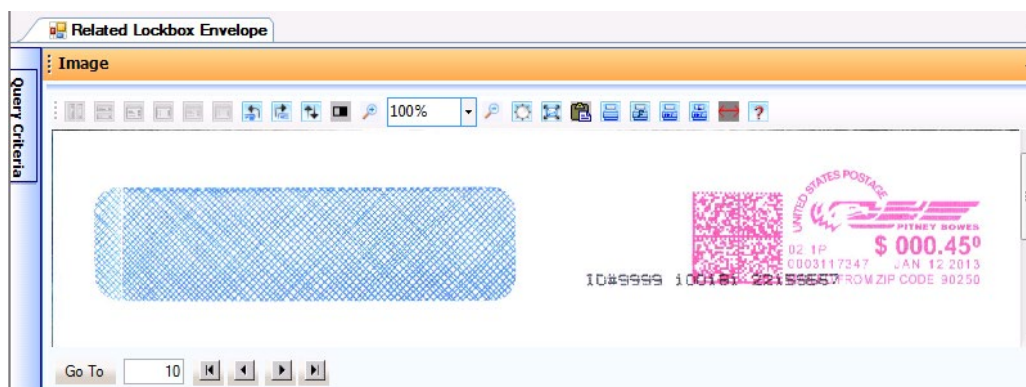 Related Lockbox Envelope
Image
Query Criteria
100%
UNITED STATES POSTAGE
PITNEY BOWES
02 1P
$ 000.45⁰
0003117347 JAN 12 2013
ID#9999
FROM ZIP CODE 90250
Go To 10